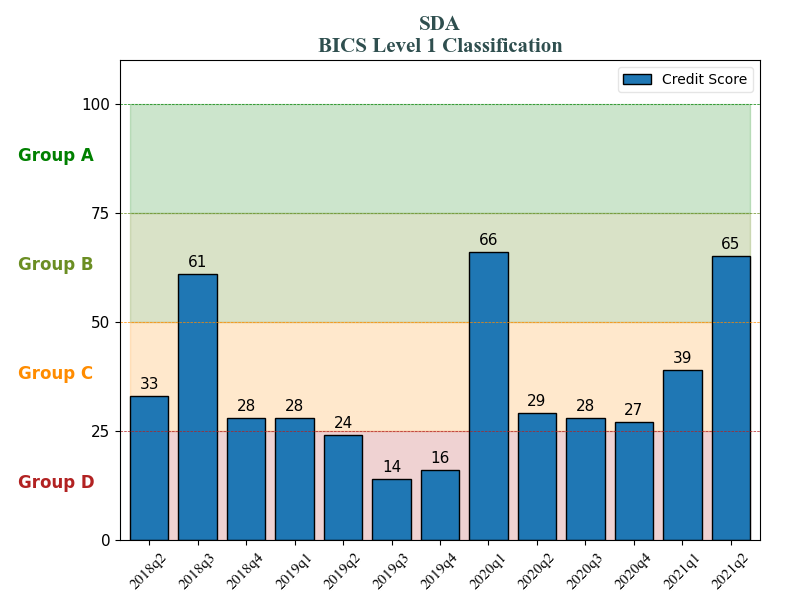 SDA
BICS Level 1 Classification
Credit Score
100
Group A
75
66
65
61
Group B
50
39
Group C
33
29
28
28
28
27
25
24
16
14
Group D
0
2018q2
2018q3
2018q4
2019q1
2019q2
2019q3
2019q4
2020q1
2020q2
2020q3
2020q4
2021q1
2021q2